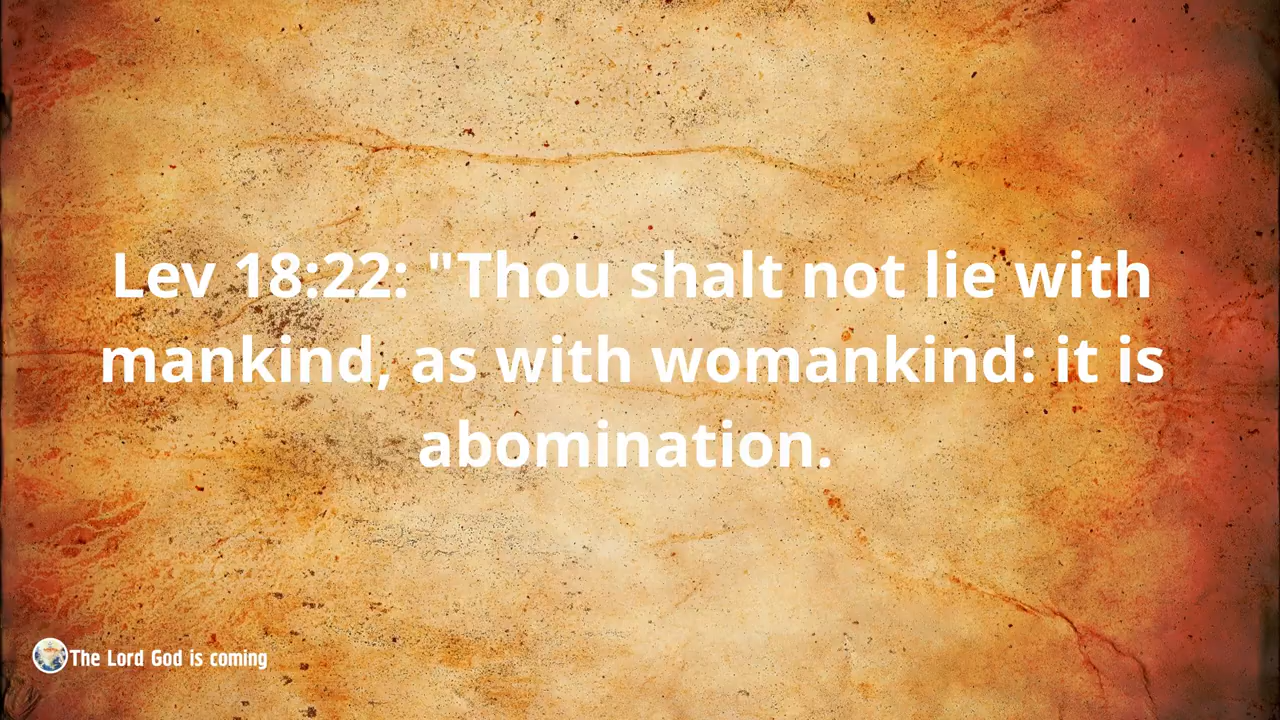 Lev 18:22: "Thou shalt not lie with
mankind, as with womankind: it is
abomination.
The Lord God is coming